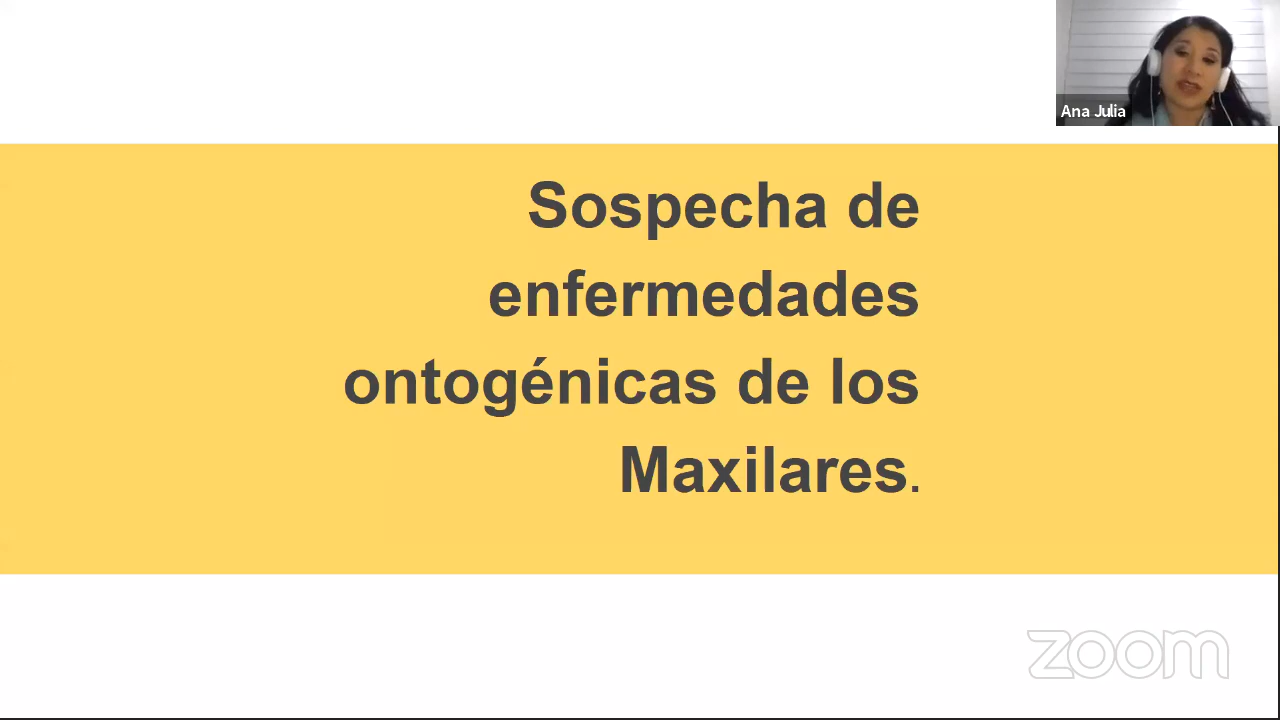 Ana Julia
Sospecha de
enfermedades
ontogénicas de los
Maxilares.
zoom